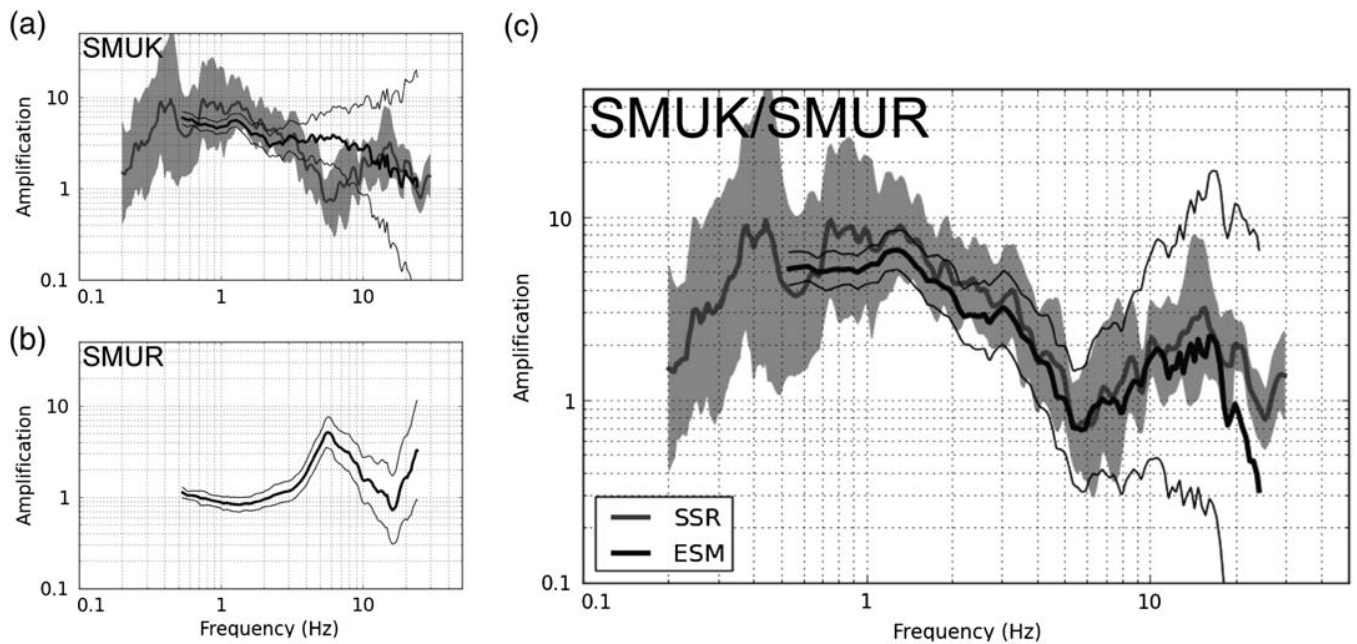 (a)
SMUK
10
1
0.1
Amplification
0.1
1
10
(b)
SMUR
10
1
0.1
Amplification
0.1
1
10
Frequency (Hz)
(c)
SMUK/SMUR
10
1
0.1
Amplification
SSR
ESM
0.1
1
10
Frequency (Hz)